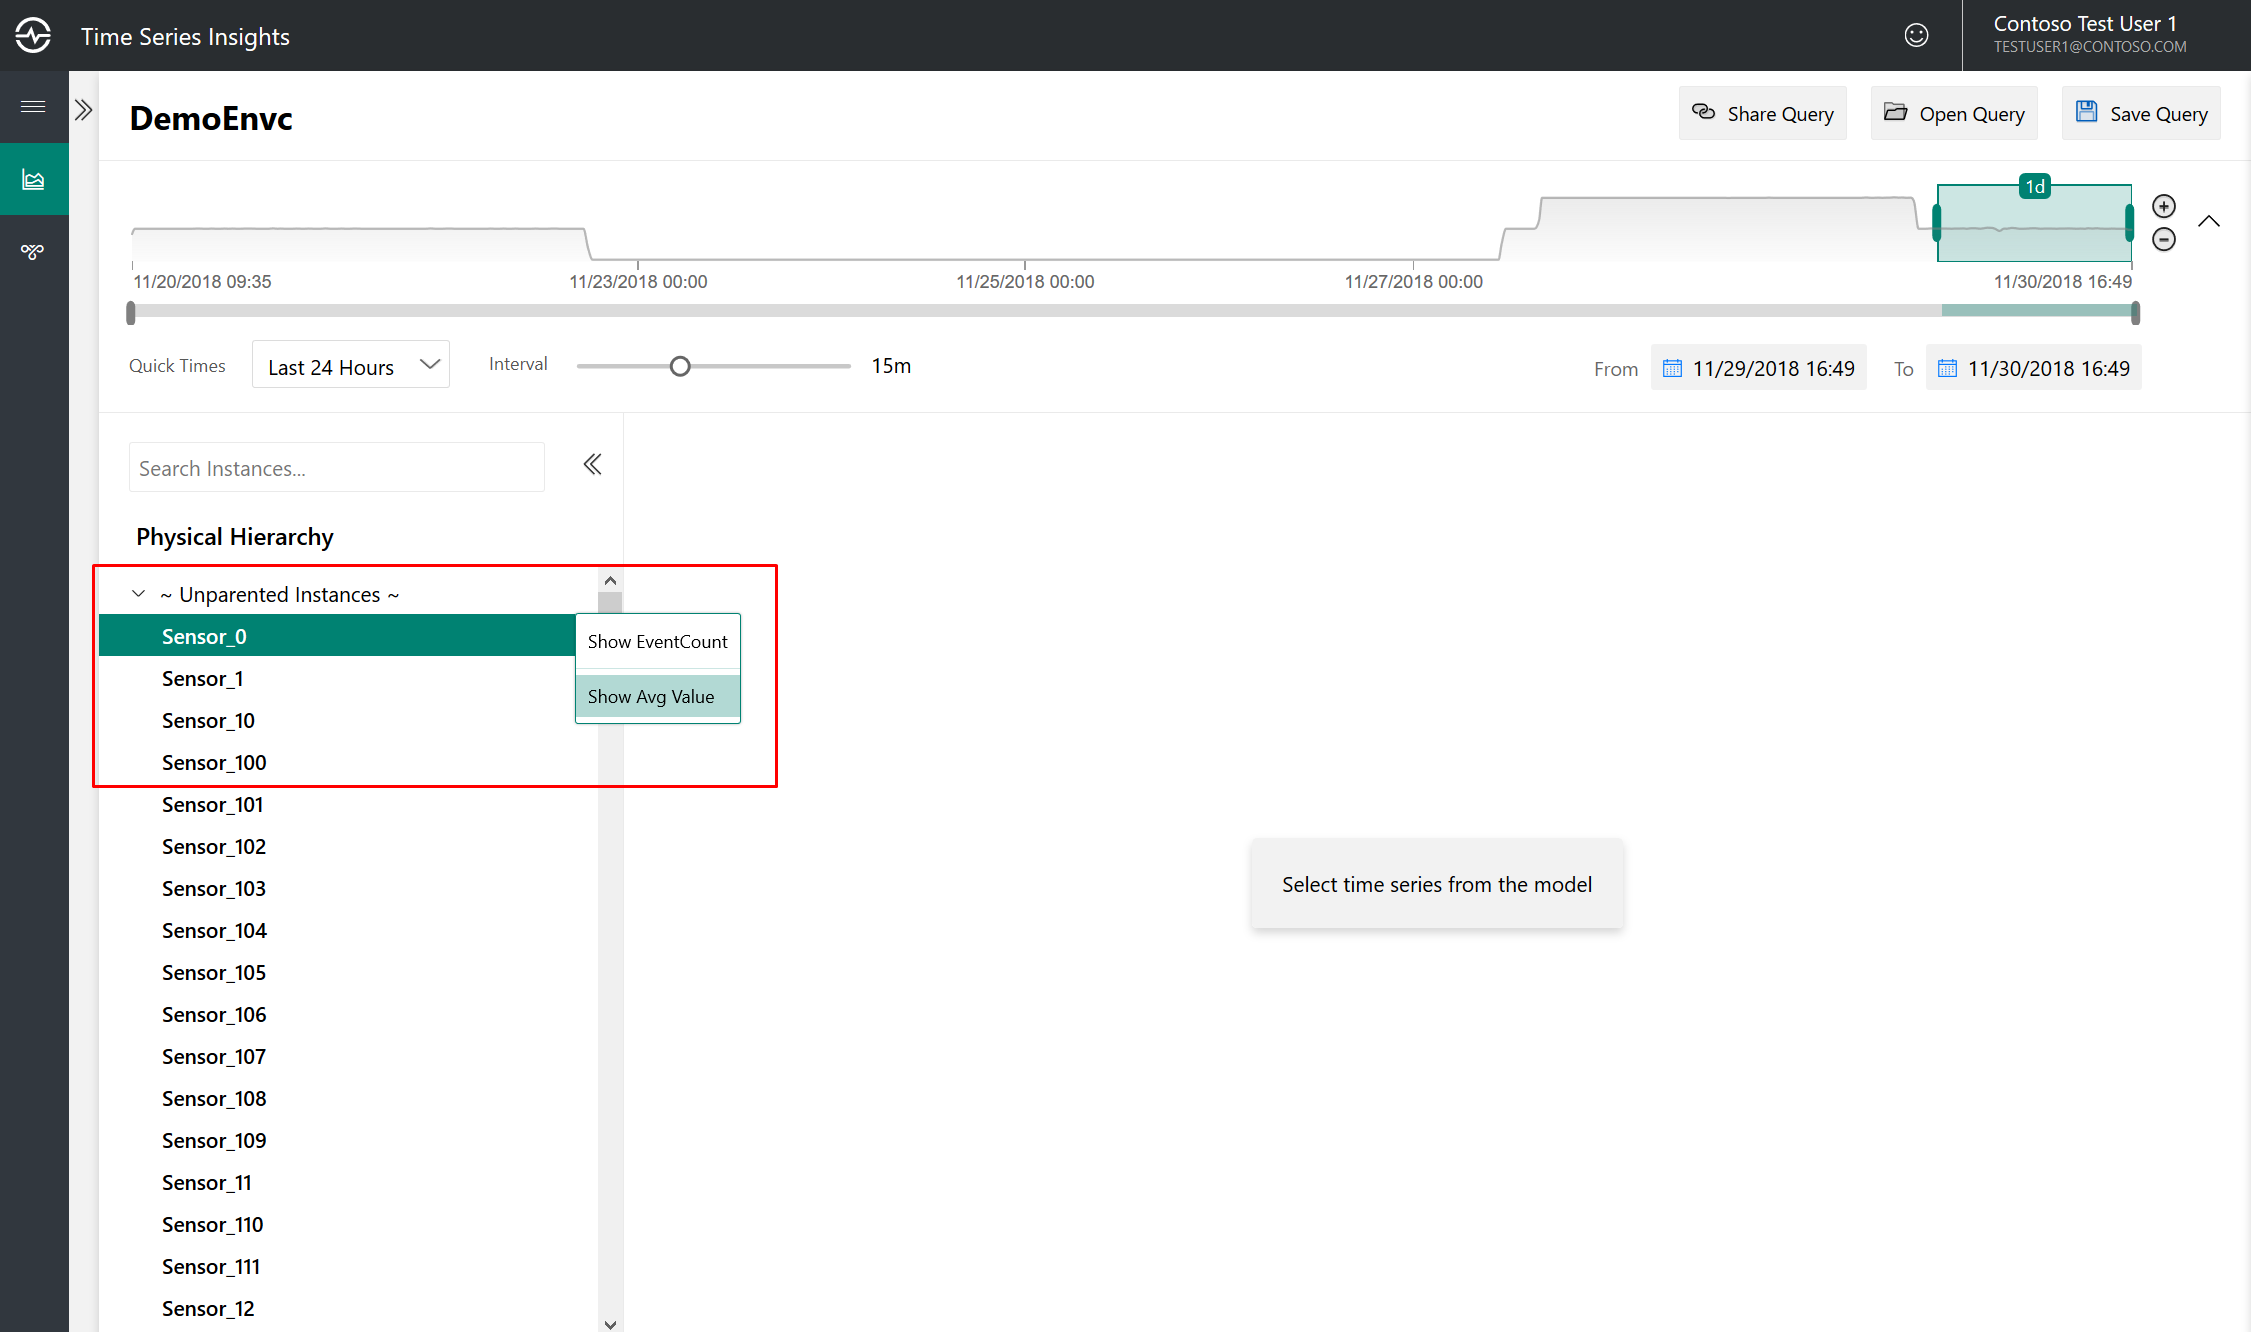 Time Series Insights
Contoso Test User 1
TESTUSER1@CONTOSO.COM
DemoEnvc
Share Query
Open Query
Save Query
1d
11/20/2018 09:35
11/23/2018 00:00
11/25/2018 00:00
11/27/2018 00:00
11/30/2018 16:49
Quick Times
Last 24 Hours
Interval
15m
From
11/29/2018 16:49
To
11/30/2018 16:49
Search Instances...
Physical Hierarchy
~ Unparented Instances ~
Sensor_0
Show EventCount
Show Avg Value
Sensor_1
Sensor_10
Sensor_100
Sensor_101
Sensor_102
Sensor_103
Sensor_104
Sensor_105
Sensor_106
Sensor_107
Sensor_108
Sensor_109
Sensor_11
Sensor_110
Sensor_111
Sensor_12
Select time series from the model